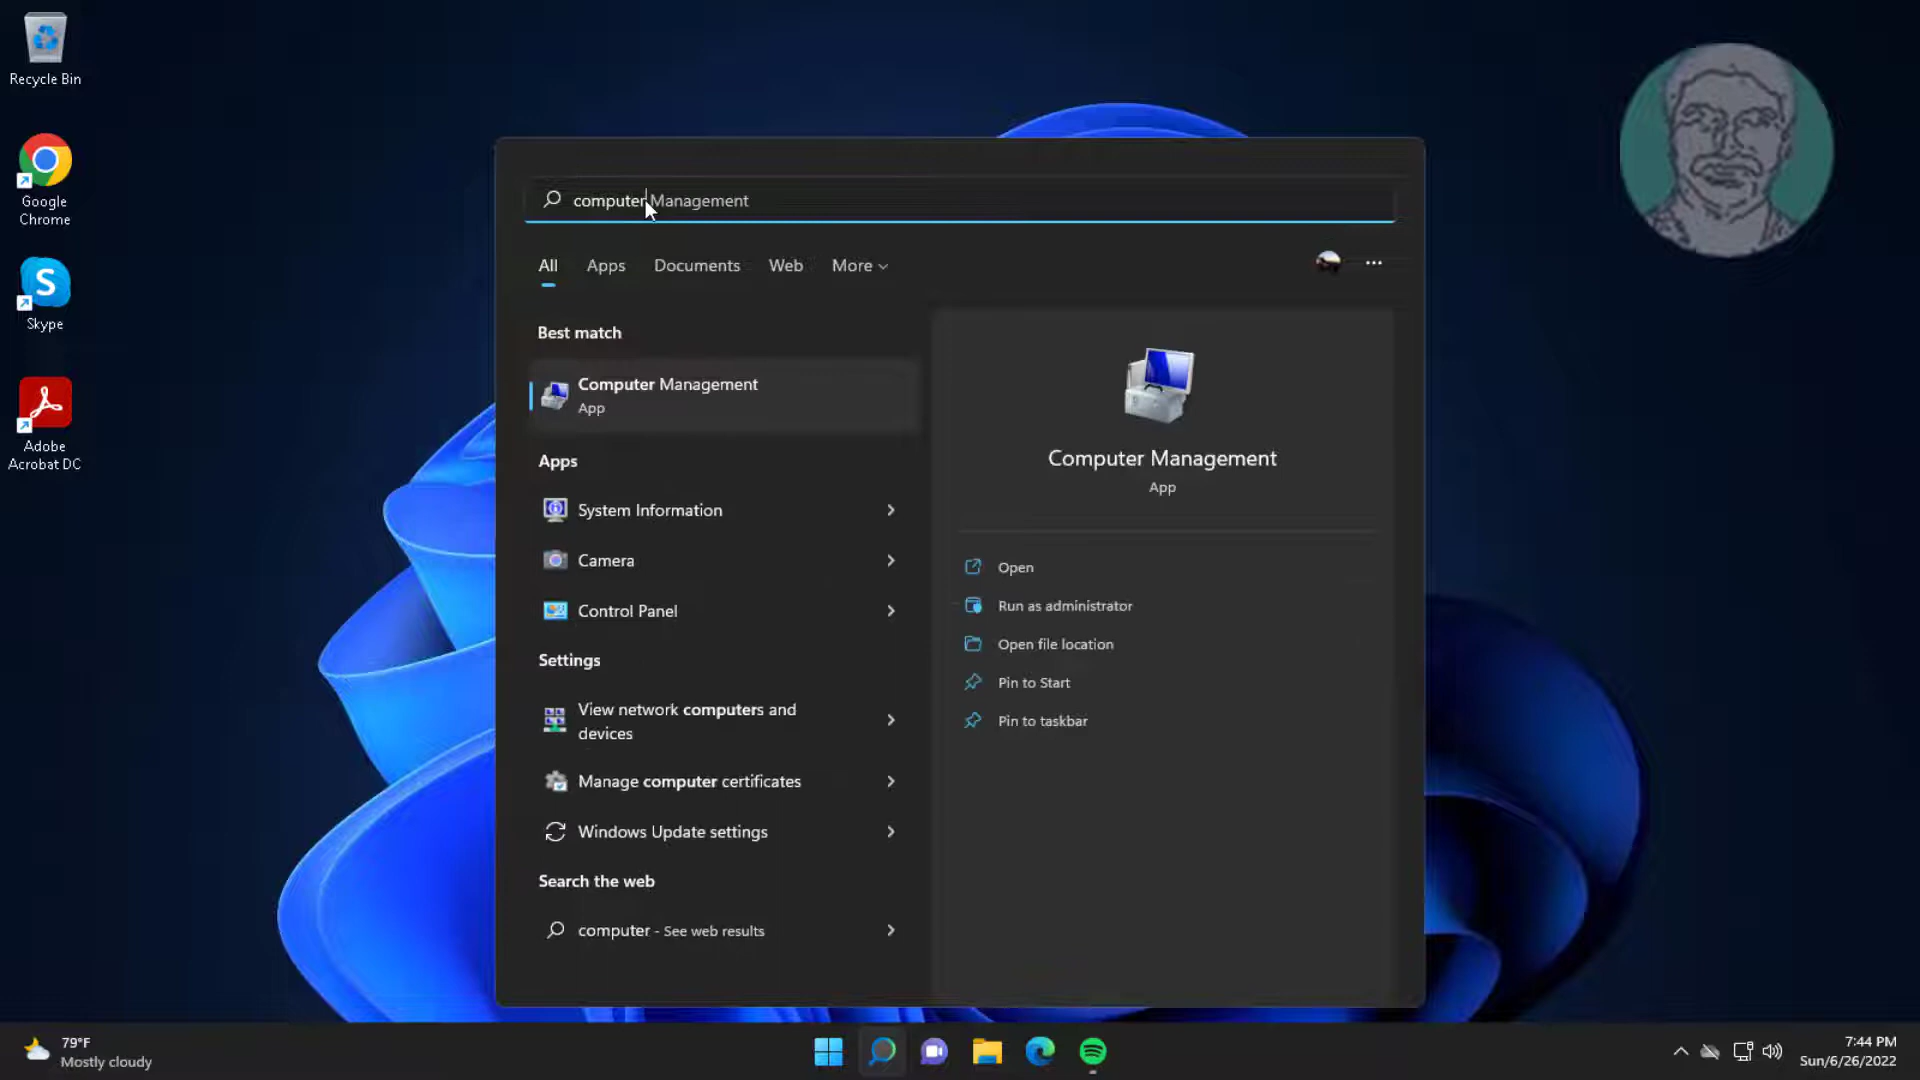 Recycle Bin
Google
Chrome
Skype
Adobe
Acrobat DC
computer Management
All Apps Documents Web More
Best match
Computer Management
App
Apps
System Information
Camera
Control Panel
Settings
View network computers and
devices
Manage computer certificates
Windows Update settings
Search the web
computer - See web results
Computer Management
App
Open
Run as administrator
Open file location
Pin to Start
Pin to taskbar
79°F
Mostly cloudy
7:44 PM
Sun/6/26/2022